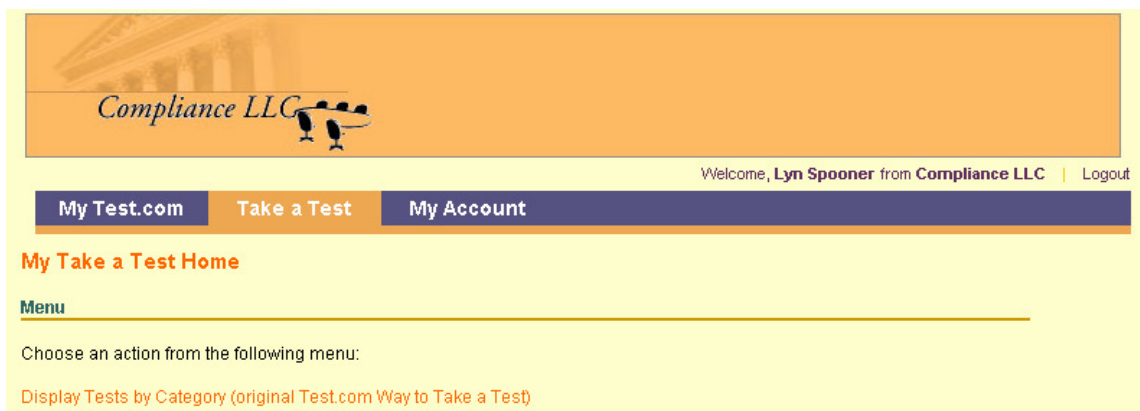 Compliance LLC
Welcome, Lyn Spooner from Compliance LLC | Logout
My Test.com Take a Test My Account
My Take a Test Home
Menu
Choose an action from the following menu:
Display Tests by Category (original Test.com Way to Take a Test)